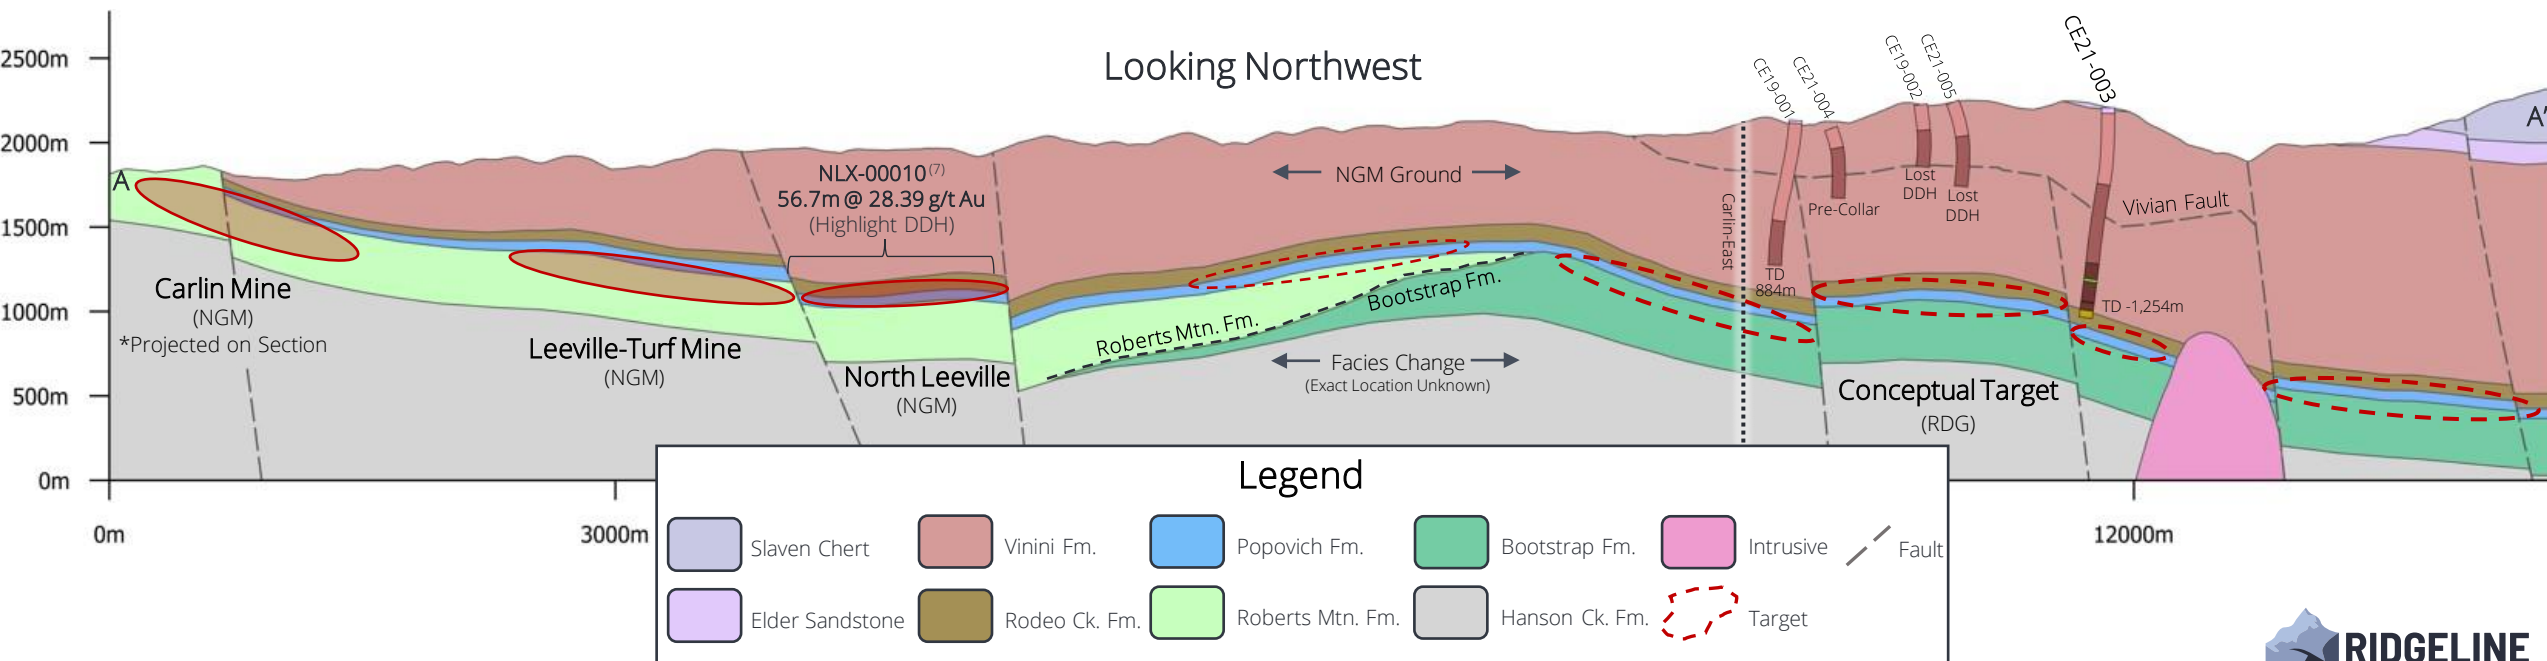 Looking Northwest
2500m
2000m
1500m
1000m
500m
0m
A
A'
CE19-001
CE21-004
CE19-002
CE21-005
CE21-003
NLX-00010(7)
56.7m @ 28.39 g/t Au
(Highlight DDH)
NGM Ground
Carlin-East
Pre-Collar
Lost
DDH
Lost
DDH
Vivian Fault
TD
884m
TD -1,254m
Carlin Mine
(NGM)
*Projected on Section
Leeville-Turf Mine
(NGM)
North Leeville
(NGM)
Roberts Mtn. Fm.
Bootstrap Fm.
Facies Change
(Exact Location Unknown)
Conceptual Target
(RDG)
0m
3000m
12000m
Legend
Slaven Chert
Vinini Fm.
Popovich Fm.
Bootstrap Fm.
Intrusive
Fault
Elder Sandstone
Rodeo Ck. Fm.
Roberts Mtn. Fm.
Hanson Ck. Fm.
Target
RIDGELINE